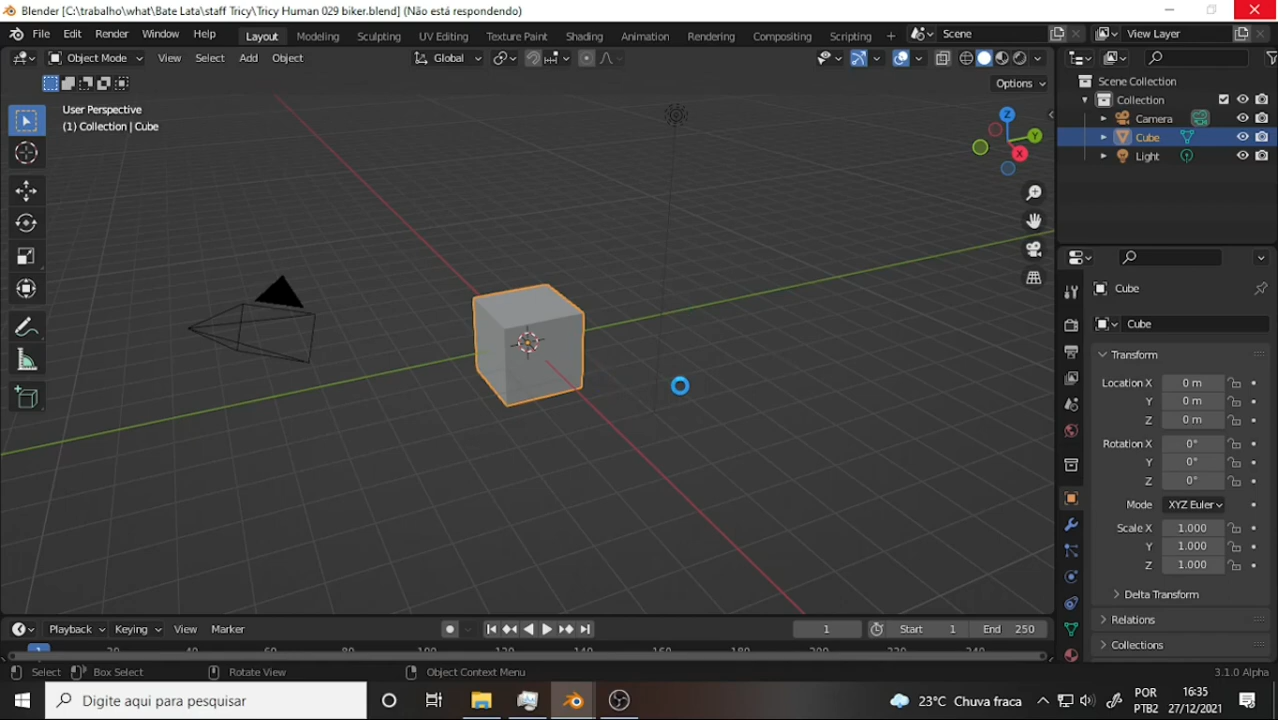 Blender [C:\trabalho\what\Bate Lata\staff Tricy\Tricy Human 029 biker.blend] (Não está respondendo)
File Edit Render Window Help Layout Modeling Sculpting UV Editing Texture Paint Shading Animation Rendering Compositing Scripting + Scene View Layer
Object Mode View Select Add Object Global
Options
User Perspective
(1) Collection | Cube
Z
Y
X
Scene Collection
Collection
Camera
Cube
Light
Cube
Cube
Transform
Location X 0 m
Y 0 m
Z 0 m
Rotation X 0°
Y 0°
Z 0°
Mode XYZ Euler
Scale X 1.000
Y 1.000
Z 1.000
Delta Transform
Relations
Collections
Playback Keying View Marker 1 Start 1 End 250
1
Select Box Select Rotate View Object Context Menu 3.1.0 Alpha
Digite aqui para pesquisar
23°C Chuva fraca
POR
PTB2
16:35
27/12/2021